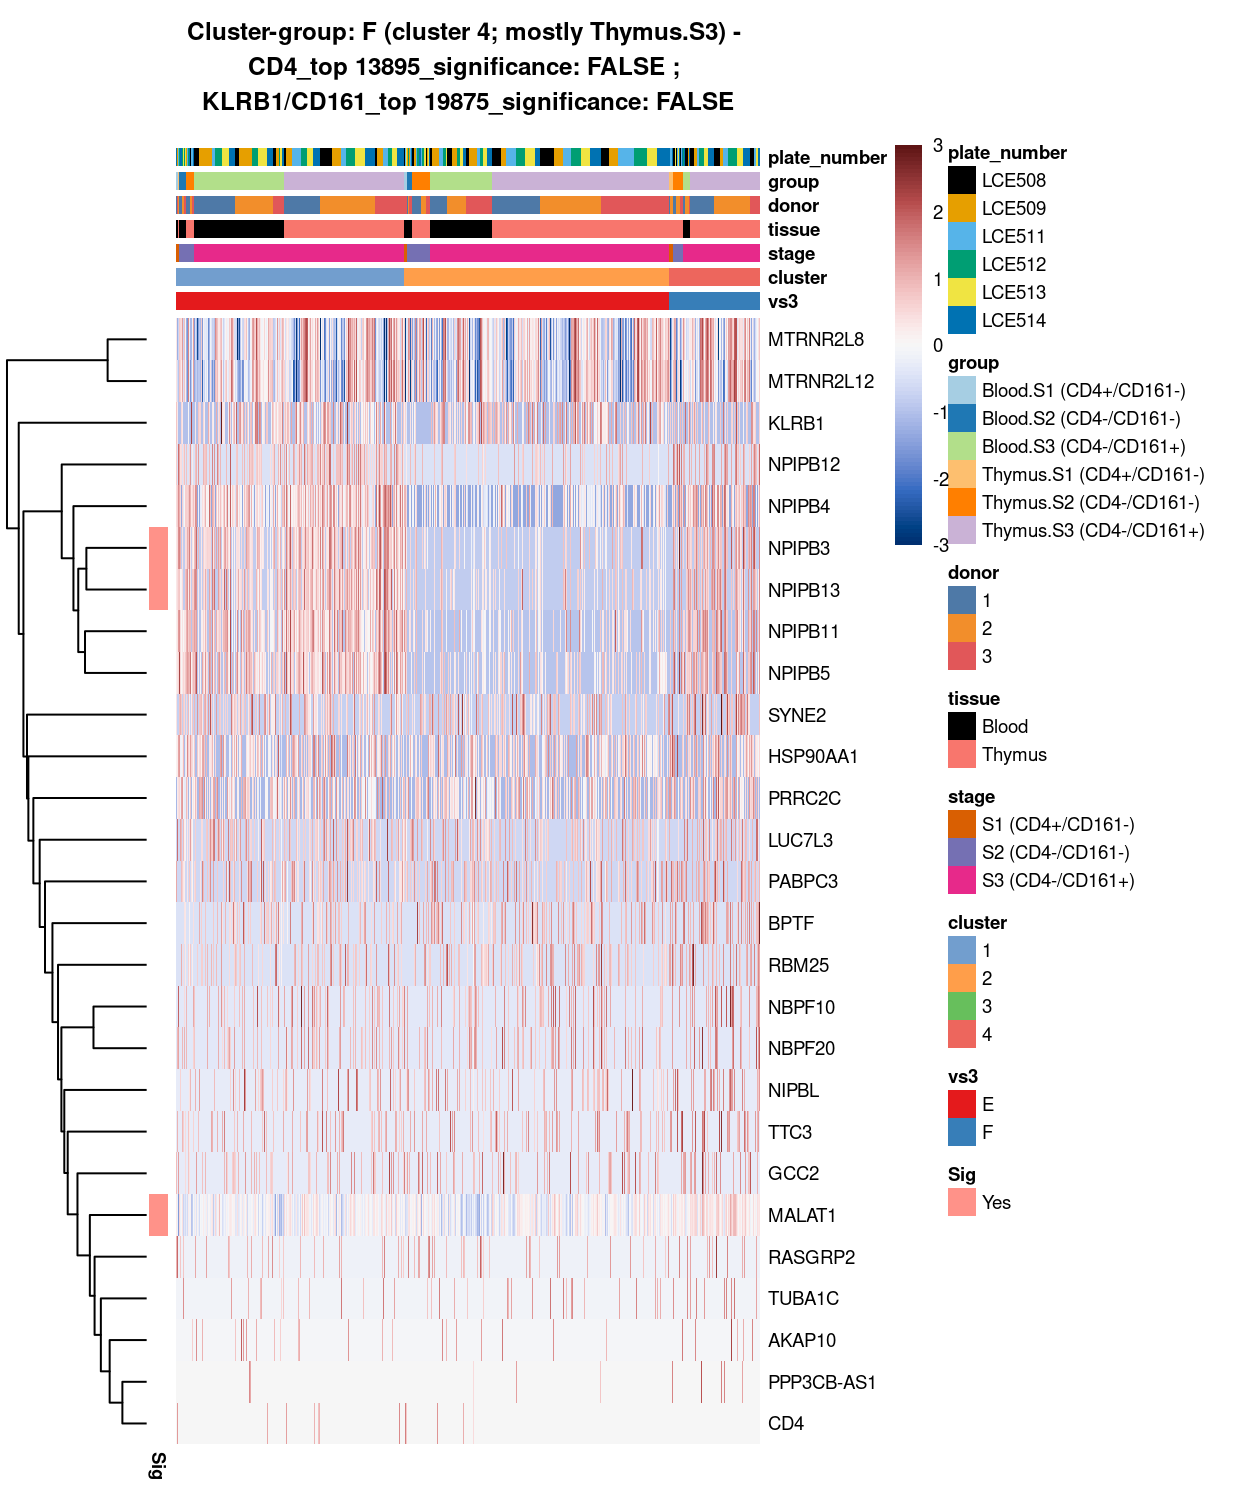 Cluster-group: F (cluster 4; mostly Thymus.S3) -
CD4_top 13895_significance: FALSE ;
KLRB1/CD161_top 19875_significance: FALSE
plate_number
group
donor
tissue
stage
cluster
vs3
MTRNR2L8
MTRNR2L12
KLRB1
NPIPB12
NPIPB4
NPIPB3
NPIPB13
NPIPB11
NPIPB5
SYNE2
HSP90AA1
PRRC2C
LUC7L3
PABPC3
BPTF
RBM25
NBPF10
NBPF20
NIPBL
TTC3
GCC2
MALAT1
RASGRP2
TUBA1C
AKAP10
PPP3CB-AS1
CD4
Sig
3
2
1
0
-1
-2
-3
plate_number
LCE508
LCE509
LCE511
LCE512
LCE513
LCE514
group
Blood.S1 (CD4+/CD161-)
Blood.S2 (CD4-/CD161-)
Blood.S3 (CD4-/CD161+)
Thymus.S1 (CD4+/CD161-)
Thymus.S2 (CD4-/CD161-)
Thymus.S3 (CD4-/CD161+)
donor
1
2
3
tissue
Blood
Thymus
stage
S1 (CD4+/CD161-)
S2 (CD4-/CD161-)
S3 (CD4-/CD161+)
cluster
1
2
3
4
vs3
E
F
Sig
Yes